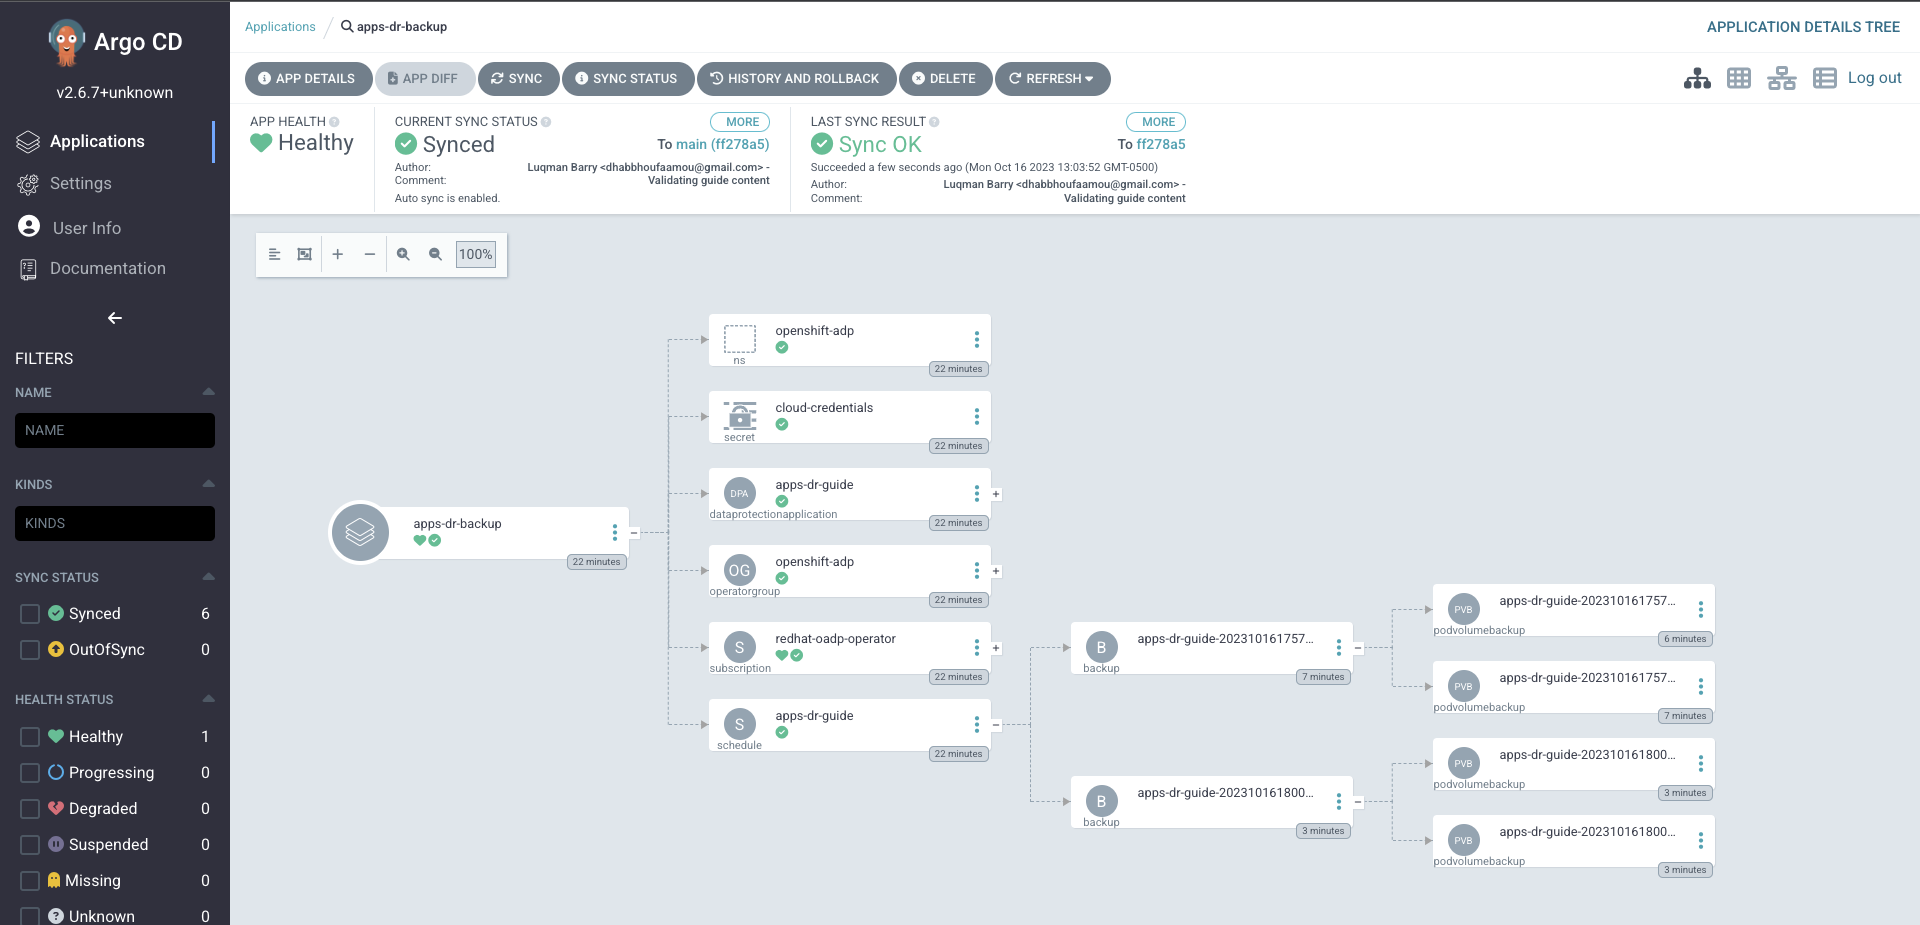 Argo CD
v2.6.7+unknown
Applications
Settings
User Info
Documentation
FILTERS
NAME
NAME
KINDS
KINDS
SYNC STATUS
Synced 6
OutOfSync 0
HEALTH STATUS
Healthy 1
Progressing 0
Degraded 0
Suspended 0
Missing 0
Unknown 0
Applications / apps-dr-backup
APPLICATION DETAILS TREE
APP DETAILS APP DIFF SYNC SYNC STATUS HISTORY AND ROLLBACK DELETE REFRESH
Log out
APP HEALTH
Healthy
CURRENT SYNC STATUS MORE
Synced To main (ff278a5)
Author: Luqman Barry <dhabbhoufaamou@gmail.com> -
Comment: Validating guide content
Auto sync is enabled.
LAST SYNC RESULT MORE
Sync OK To ff278a5
Succeeded a few seconds ago (Mon Oct 16 2023 13:03:52 GMT-0500)
Author: Luqman Barry <dhabbhoufaamou@gmail.com> -
Comment: Validating guide content
100%
apps-dr-backup
22 minutes
openshift-adp
ns
22 minutes
cloud-credentials
secret
22 minutes
apps-dr-guide
DPA
dataprotectionapplication
22 minutes
openshift-adp
OG
operatorgroup
22 minutes
redhat-oadp-operator
S
subscription
22 minutes
apps-dr-guide
S
schedule
22 minutes
apps-dr-guide-202310161757...
B
backup
7 minutes
apps-dr-guide-202310161800...
B
backup
3 minutes
apps-dr-guide-202310161757...
PVB
podvolumebackup
6 minutes
apps-dr-guide-202310161757...
PVB
podvolumebackup
7 minutes
apps-dr-guide-202310161800...
PVB
podvolumebackup
3 minutes
apps-dr-guide-202310161800...
PVB
podvolumebackup
3 minutes